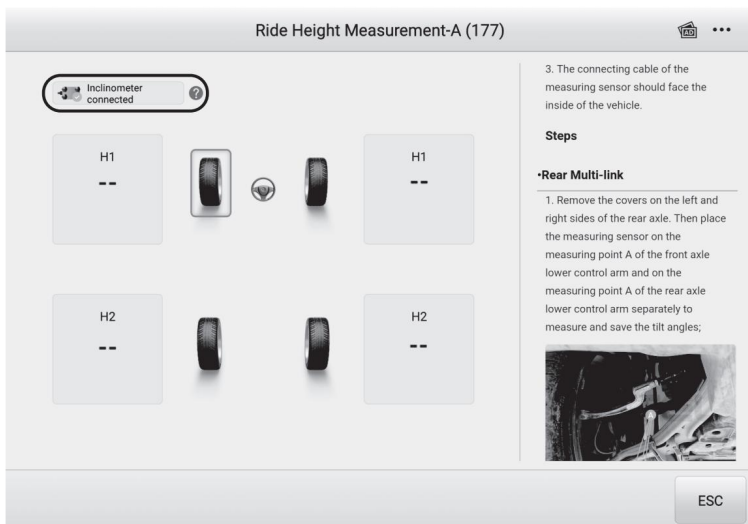 Ride Height Measurement-A (177)
AD
Inclinometer
connected
?
H1
--
H1
--
H2
--
H2
--
3. The connecting cable of the
measuring sensor should face the
inside of the vehicle.
Steps
•Rear Multi-link
1. Remove the covers on the left and
right sides of the rear axle. Then place
the measuring sensor on the
measuring point A of the front axle
lower control arm and on the
measuring point A of the rear axle
lower control arm separately to
measure and save the tilt angles;
A
ESC